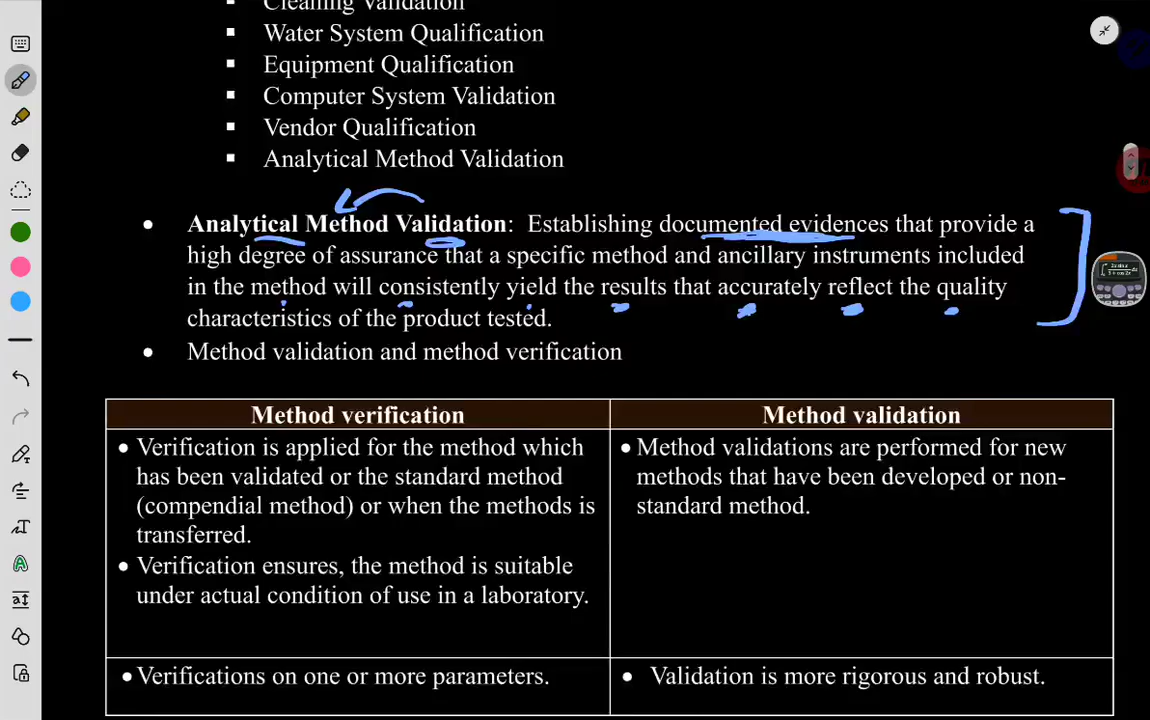 Cleaning Validation
▪ Water System Qualification
▪ Equipment Qualification
▪ Computer System Validation
▪ Vendor Qualification
▪ Analytical Method Validation
• Analytical Method Validation: Establishing documented evidences that provide a
high degree of assurance that a specific method and ancillary instruments included
in the method will consistently yield the results that accurately reflect the quality
characteristics of the product tested.
• Method validation and method verification
Method verification
• Verification is applied for the method which
has been validated or the standard method
(compendial method) or when the methods is
transferred.
• Verification ensures, the method is suitable
under actual condition of use in a laboratory.
Method validation
• Method validations are performed for new
methods that have been developed or non-
standard method.
• Verifications on one or more parameters.
• Validation is more rigorous and robust.